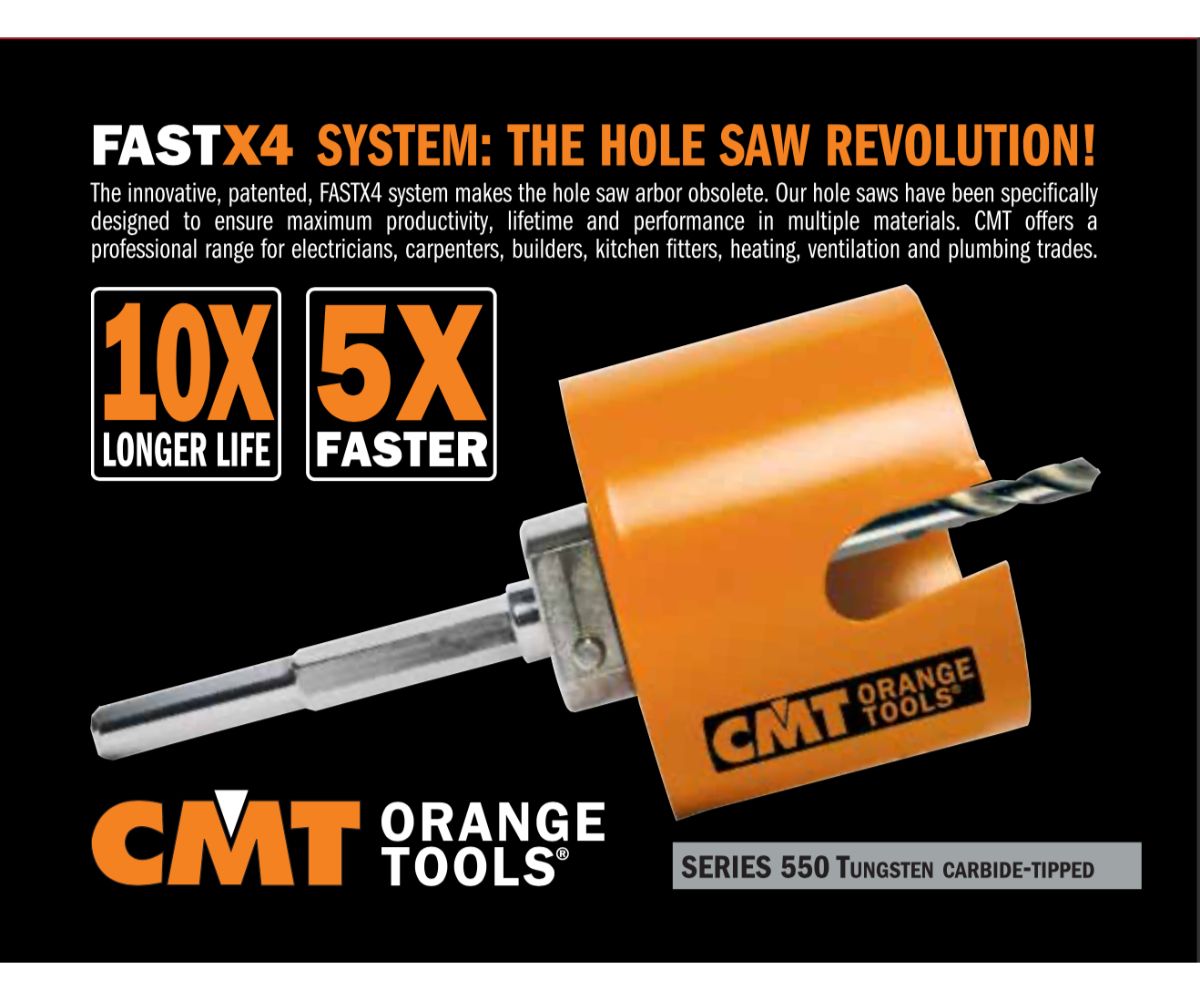 FASTX4 SYSTEM: THE HOLE SAW REVOLUTION!
The innovative, patented, FASTX4 system makes the hole saw arbor obsolete. Our hole saws have been specifically
designed to ensure maximum productivity, lifetime and performance in multiple materials. CMT offers a
professional range for electricians, carpenters, builders, kitchen fitters, heating, ventilation and plumbing trades.
10X
LONGER LIFE
5X
FASTER
CMT ORANGE
TOOLS®
CMT ORANGE
TOOLS®
SERIES 550 TUNGSTEN CARBIDE-TIPPED